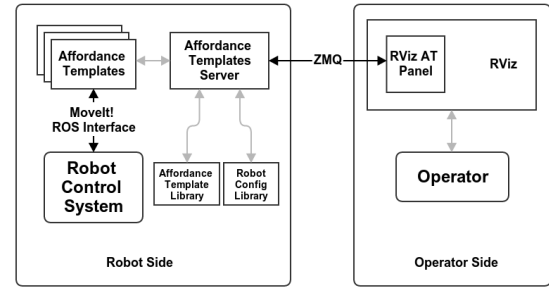 Affordance
Templates
Affordance
Templates
Server
ZMQ
RViz AT
Panel
RViz
MoveIt!
ROS Interface
Robot
Control
System
Affordance
Template
Library
Robot
Config
Library
Operator
Robot Side
Operator Side